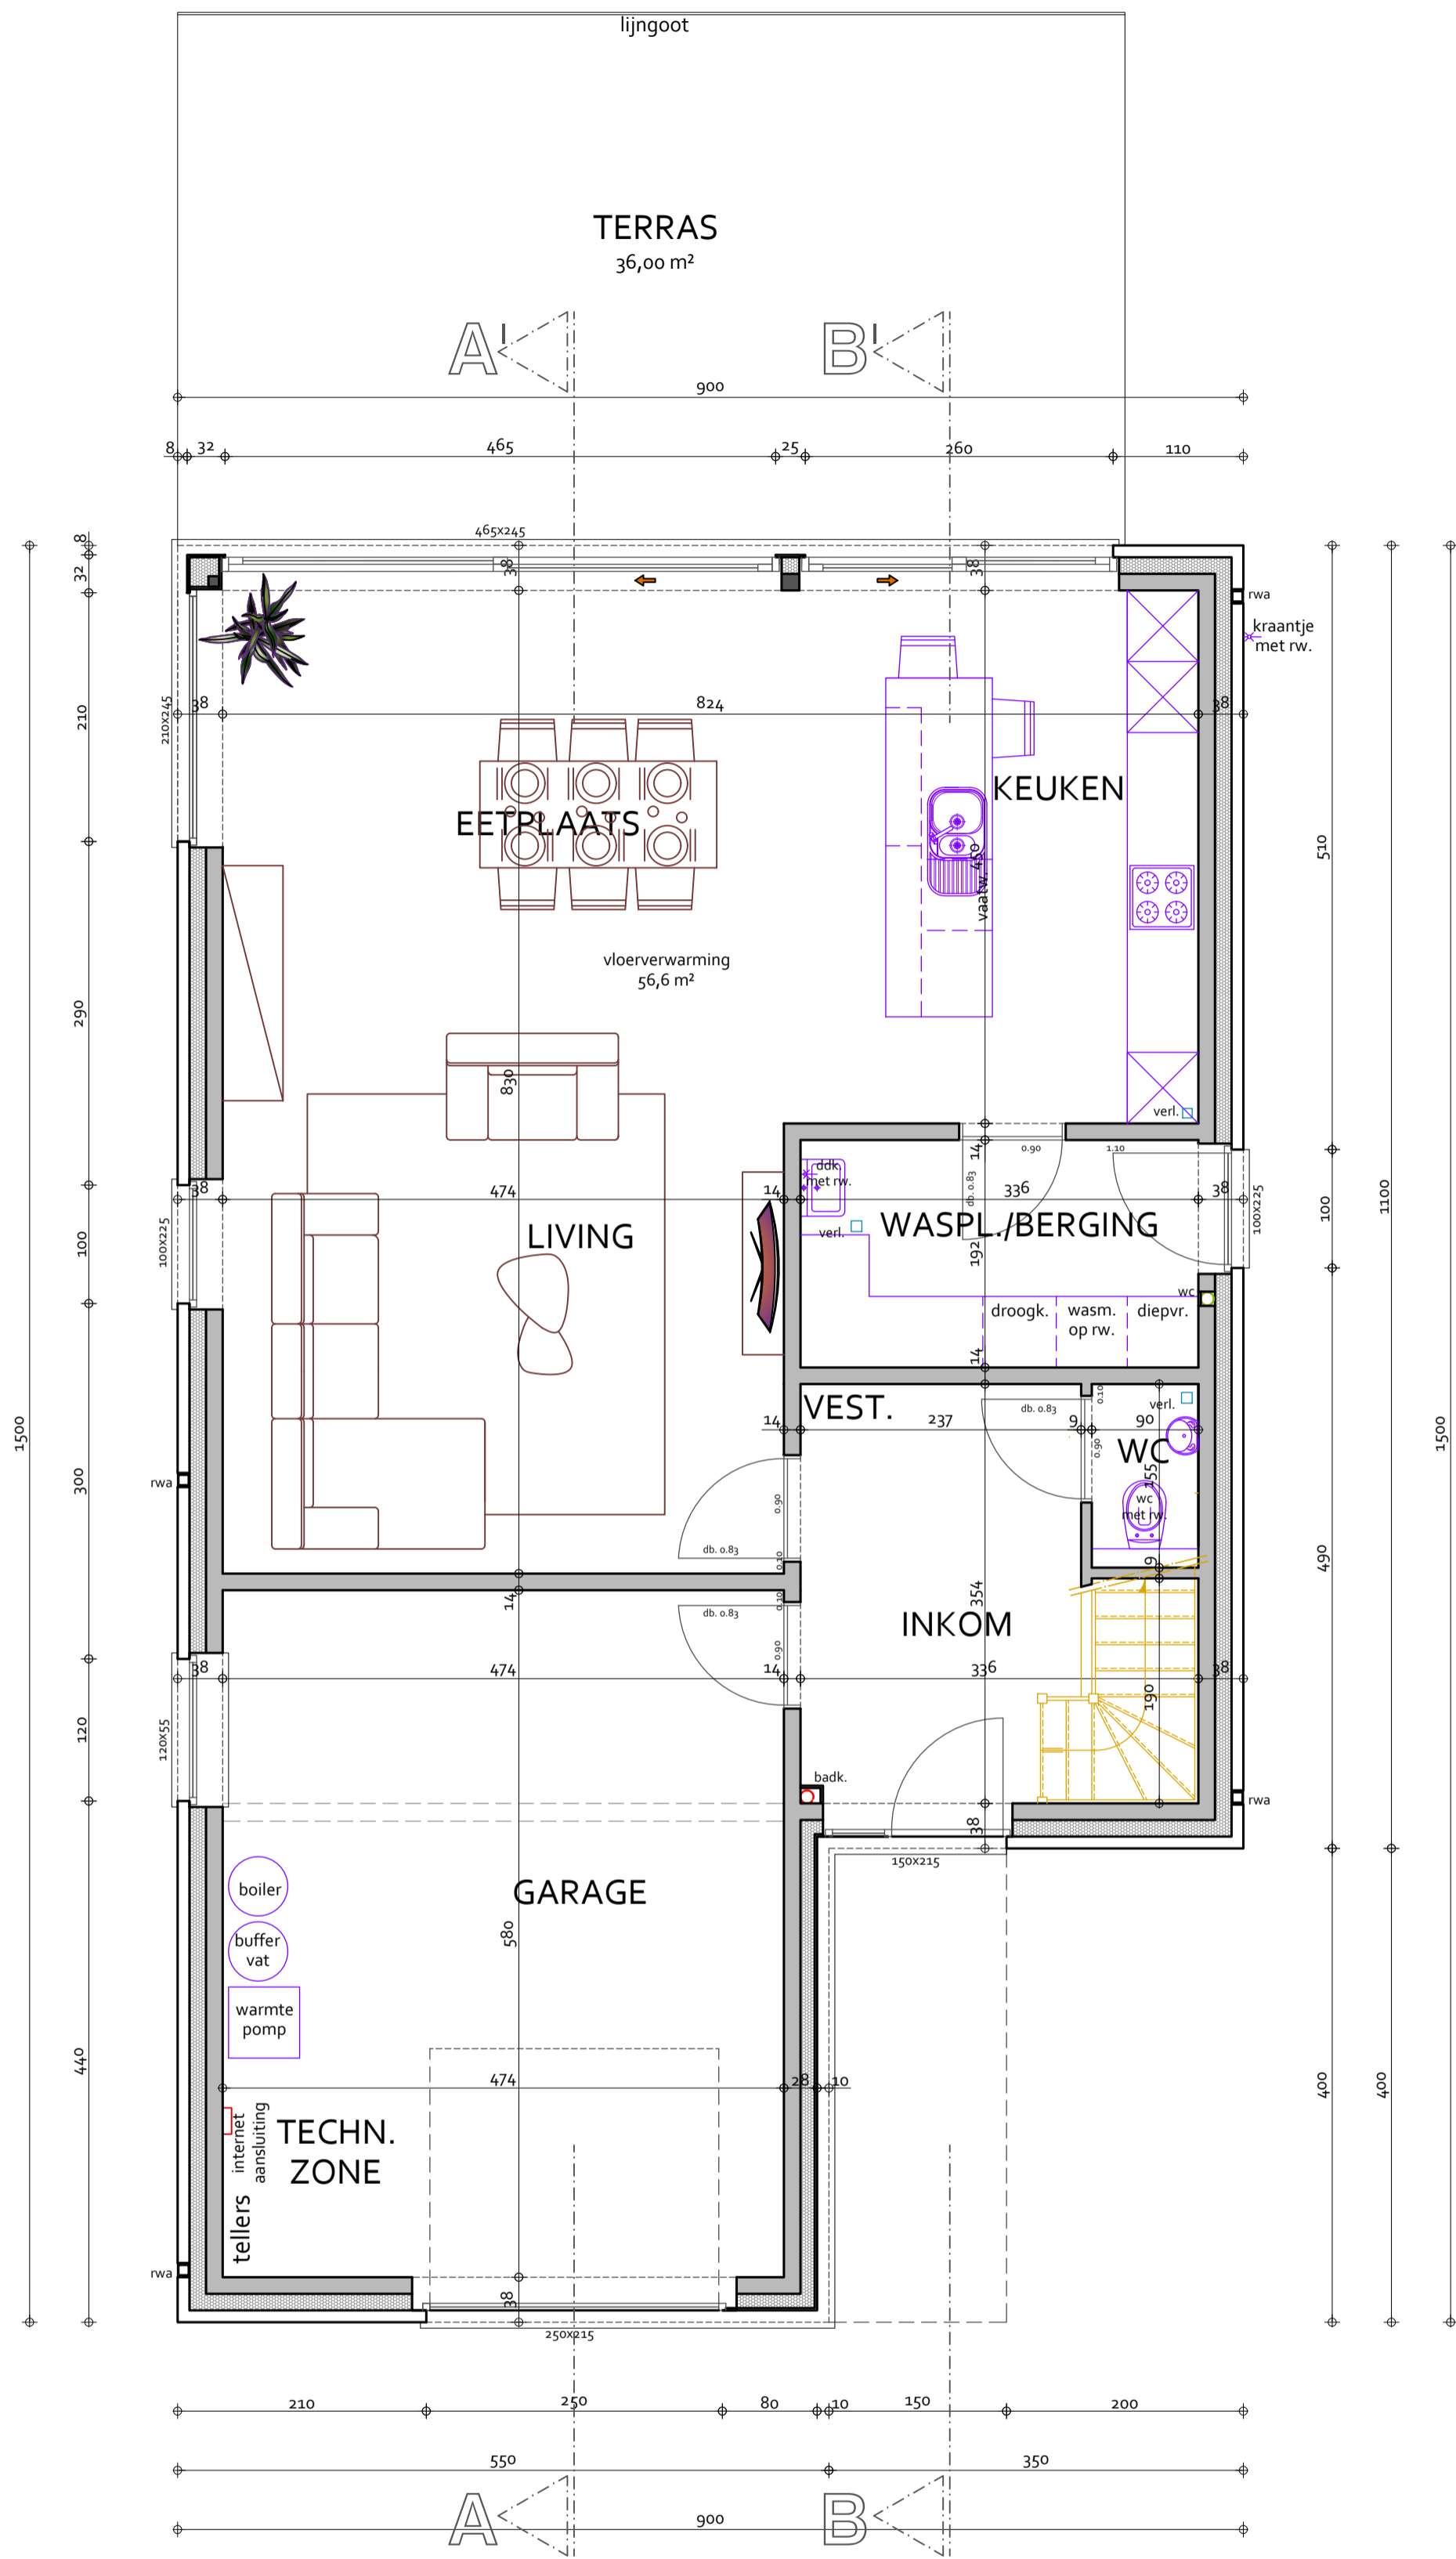 lijngoot
TERRAS
36,00 m²
A'
B'
900
8
32
465
25
260
110
465x245
8
32
38
38
rwa
kraantje
met rw.
210
210x245
38
824
38
KEUKEN
EETPLAATS
450
vaatw.
510
vloerverwarming
56,6 m²
290
830
verl.
14
0.90
1.10
ddk.
met rw.
db. 0.83
38
474
14
336
38
100x225
100x225
100
100
1100
LIVING
verl.
WASPL./BERGING
192
wc
droogk.
wasm.
op rw.
diepvr.
14
VEST.
0.10
db. 0.83
verl.
14
237
9
90
0.90
WC
155
1500
1500
300
rwa
wc
met rw.
0.90
db. 0.83
0.10
9
490
14
0.10
db. 0.83
354
INKOM
0.90
38
474
14
336
38
190
120
120x55
badk.
rwa
38
150x215
boiler
GARAGE
580
buffer
vat
warmte
pomp
440
474
28
10
400
400
internet
aansluiting
TECHN.
ZONE
tellers
rwa
38
250x215
210
250
80
10
150
200
550
350
A
B
900